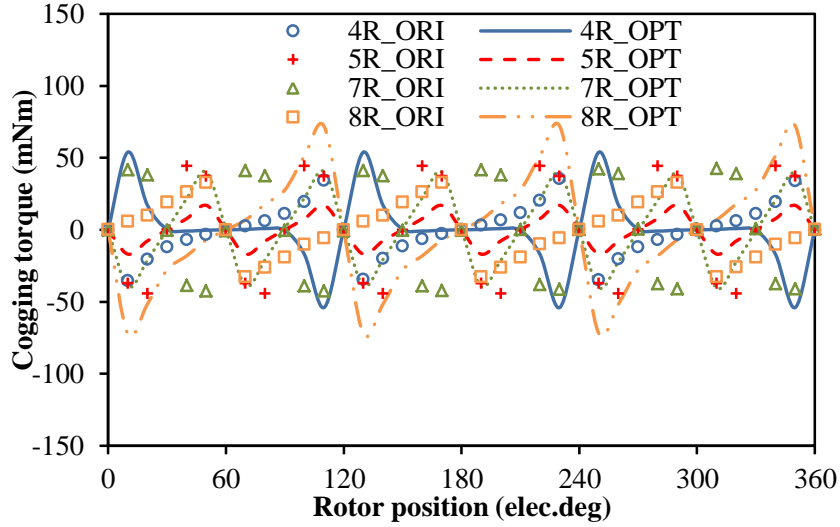 150
100
50
0
-50
-100
-150
Cogging torque (mNm)
4R_ORI 4R_OPT
5R_ORI 5R_OPT
7R_ORI 7R_OPT
8R_ORI 8R_OPT
0 60 120 180 240 300 360
Rotor position (elec.deg)